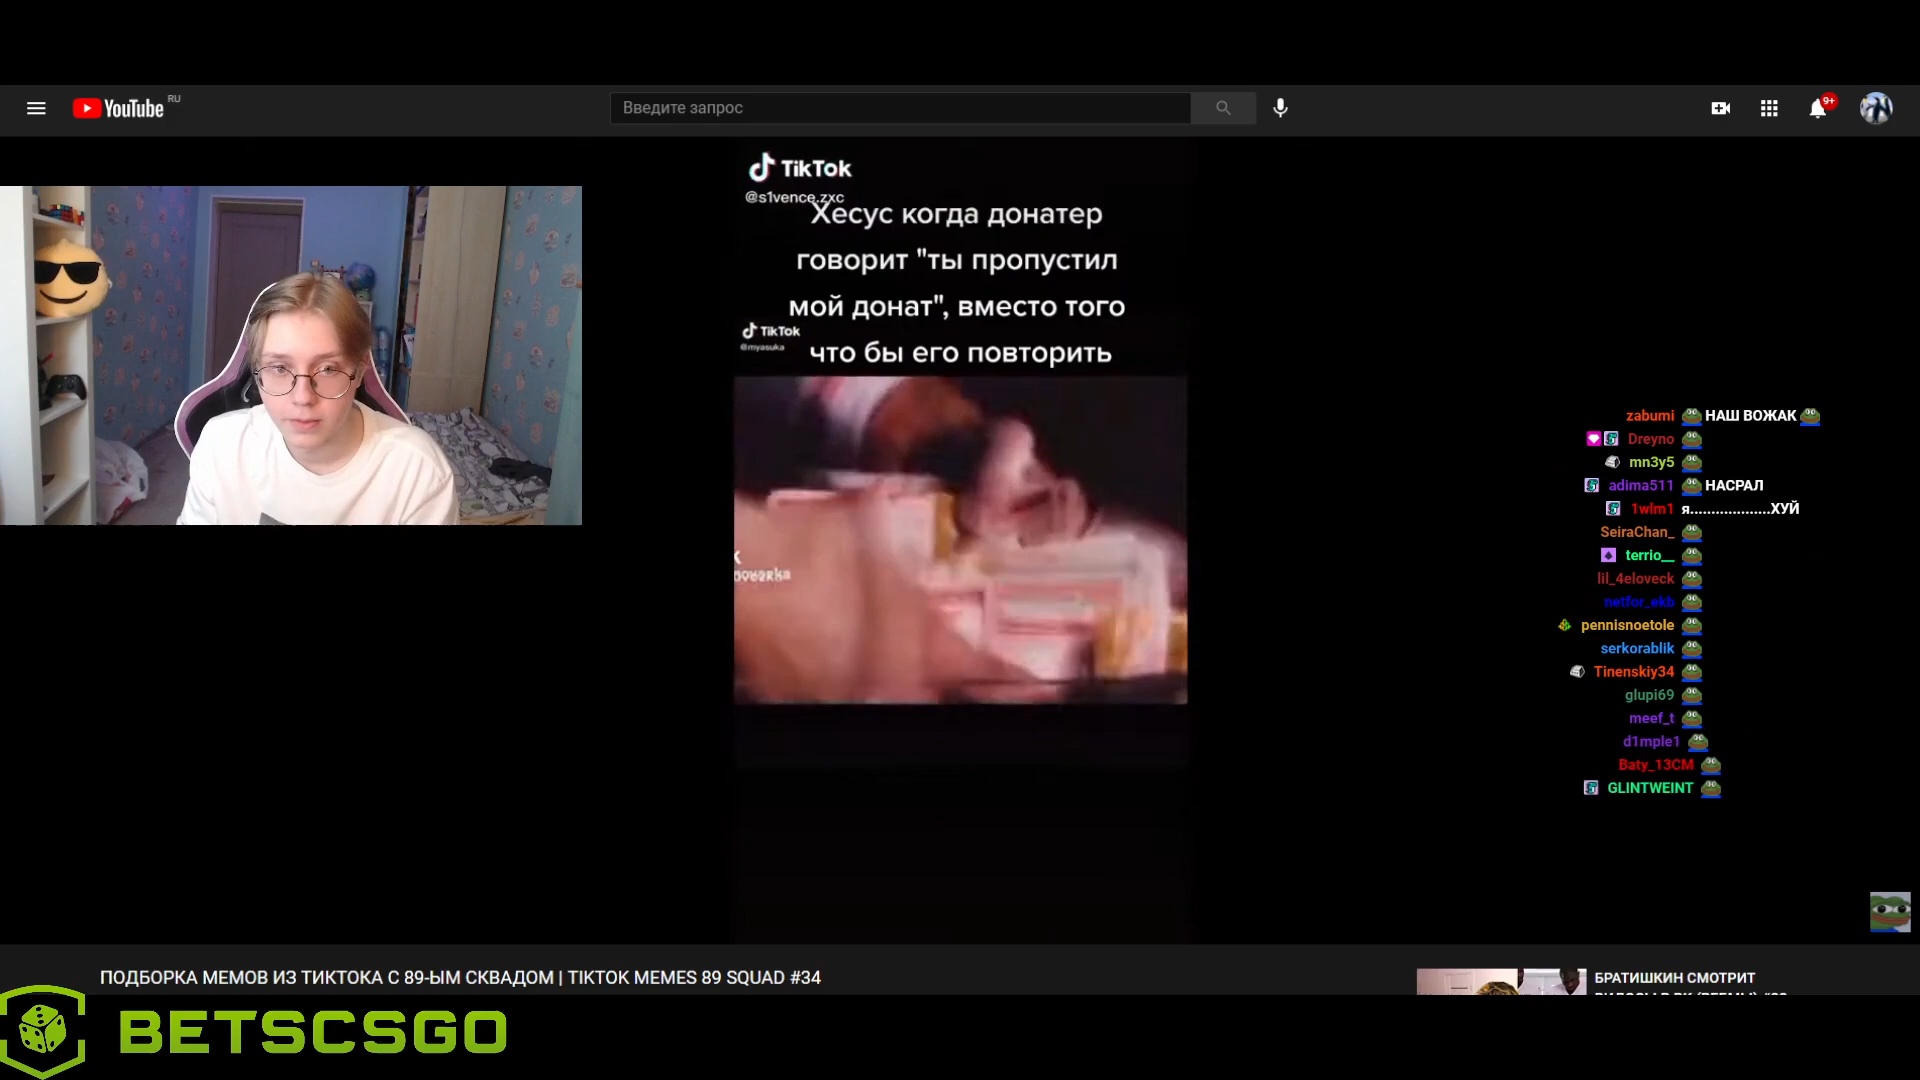 YouTube RU
Введите запрос
9+
TikTok
@s1vence.zxc
Хесус когда донатер
говорит "ты пропустил
мой донат", вместо того
TikTok
@myasuka
что бы его повторить
zabumi НАШ ВОЖАК
Dreyno
mn3y5
adima511 НАСРАЛ
1wlm1 я...................ХУЙ
SeiraChan_
terrio__
lil_4eloveck
netfor_ekb
pennisnoetole
serkorablik
Tinenskiy34
glupi69
meef_t
d1mple1
Baty_13CM
GLINTWEINT
ПОДБОРКА МЕМОВ ИЗ ТИКТОКА С 89-ЫМ СКВАДОМ | TIKTOK MEMES 89 SQUAD #34
БРАТИШКИН СМОТРИТ
BETSCSGO